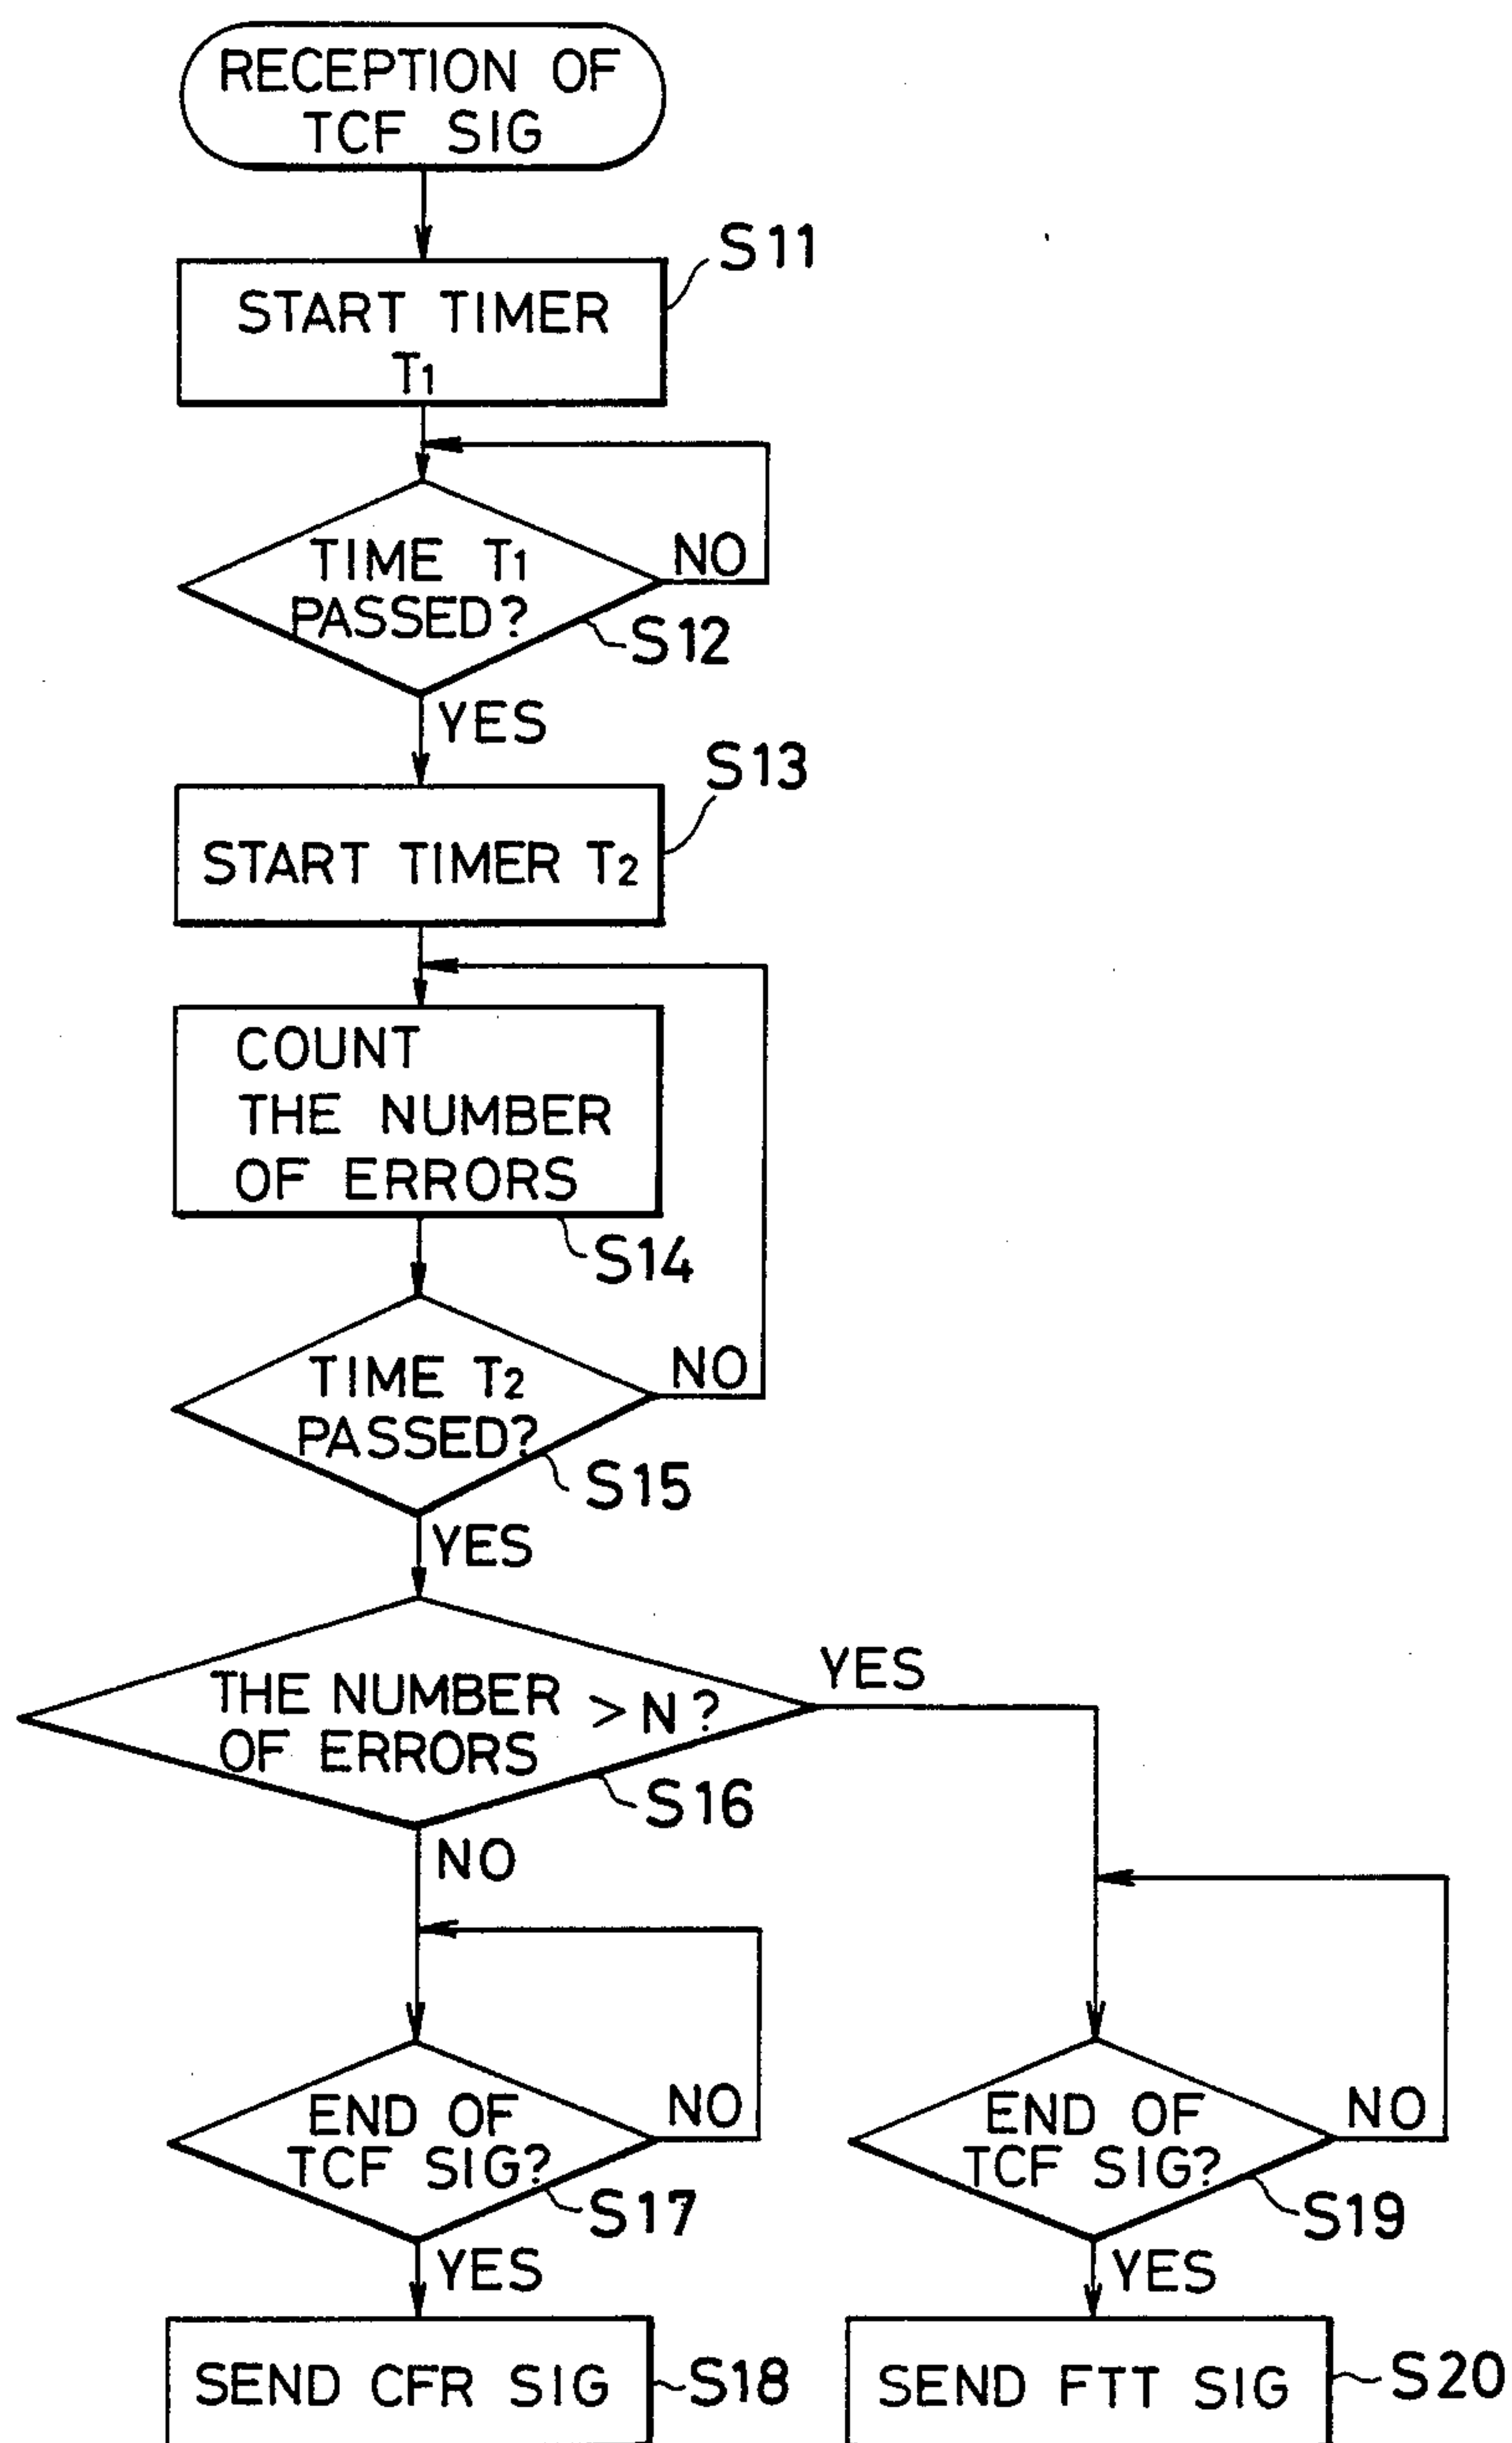 RECEPTION OF
TCF SIG
S11
START TIMER
T1
TIME T1
PASSED?
NO
S12
YES
S13
START TIMER T2
COUNT
THE NUMBER
OF ERRORS
S14
TIME T2
PASSED?
NO
S15
YES
THE NUMBER
OF ERRORS
> N?
YES
S16
NO
END OF
TCF SIG?
NO
S17
YES
END OF
TCF SIG?
NO
S19
YES
SEND CFR SIG
S18
SEND FTT SIG
S20